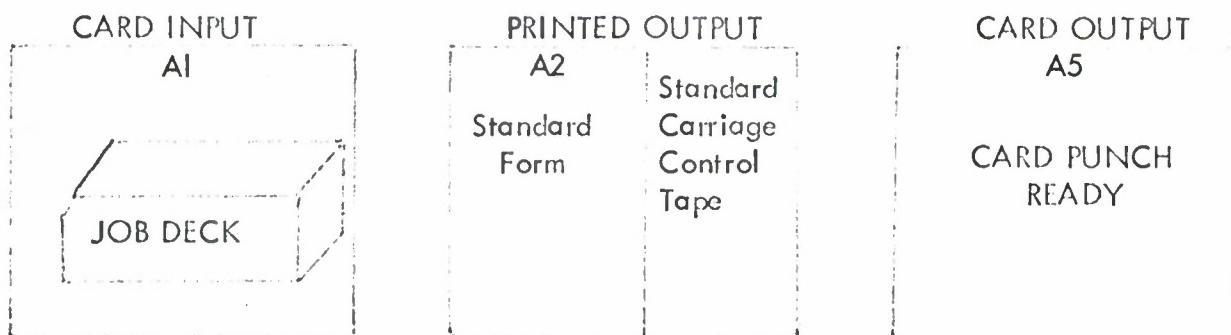 CARD INPUT
A1
JOB DECK
PRINTED OUTPUT
A2
Standard
Form
Standard
Carriage
Control
Tape
CARD OUTPUT
A5
CARD PUNCH
READY